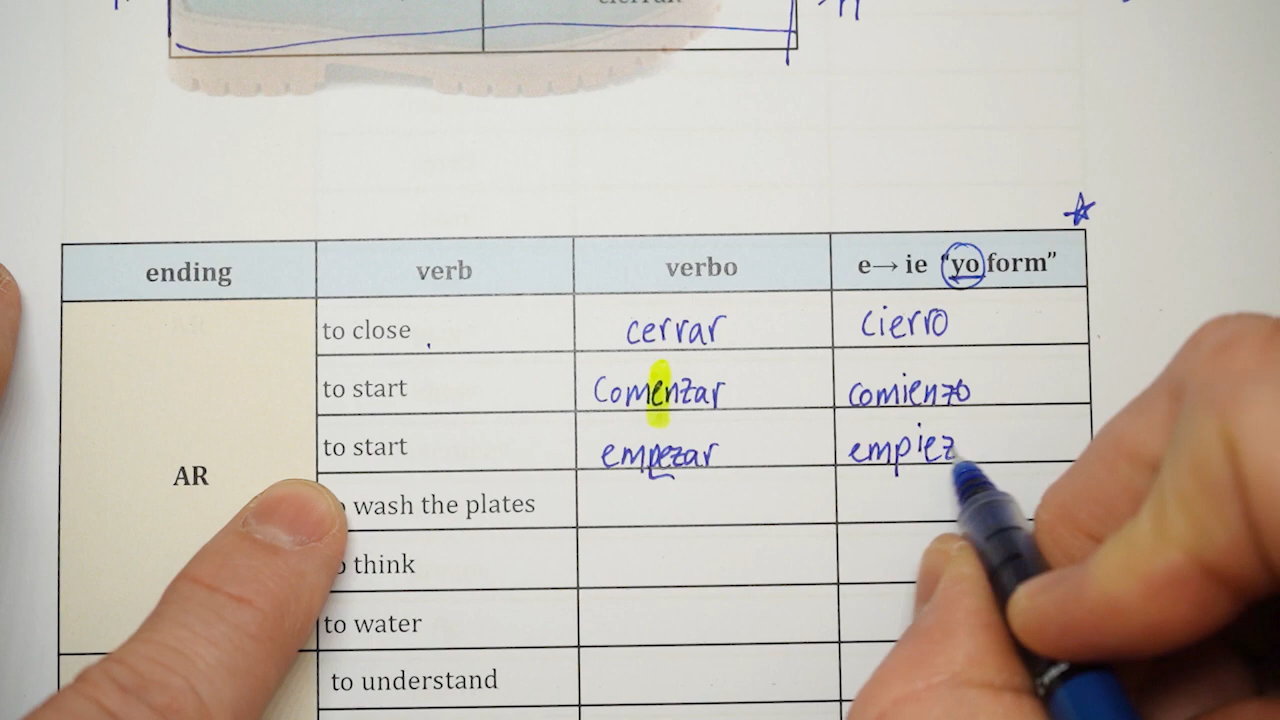 ending verb verbo e→ ie "yo form"
to close cerrar cierro
to start comenzar comienzo
to start empezar empiez
AR
wash the plates
think
to water
to understand